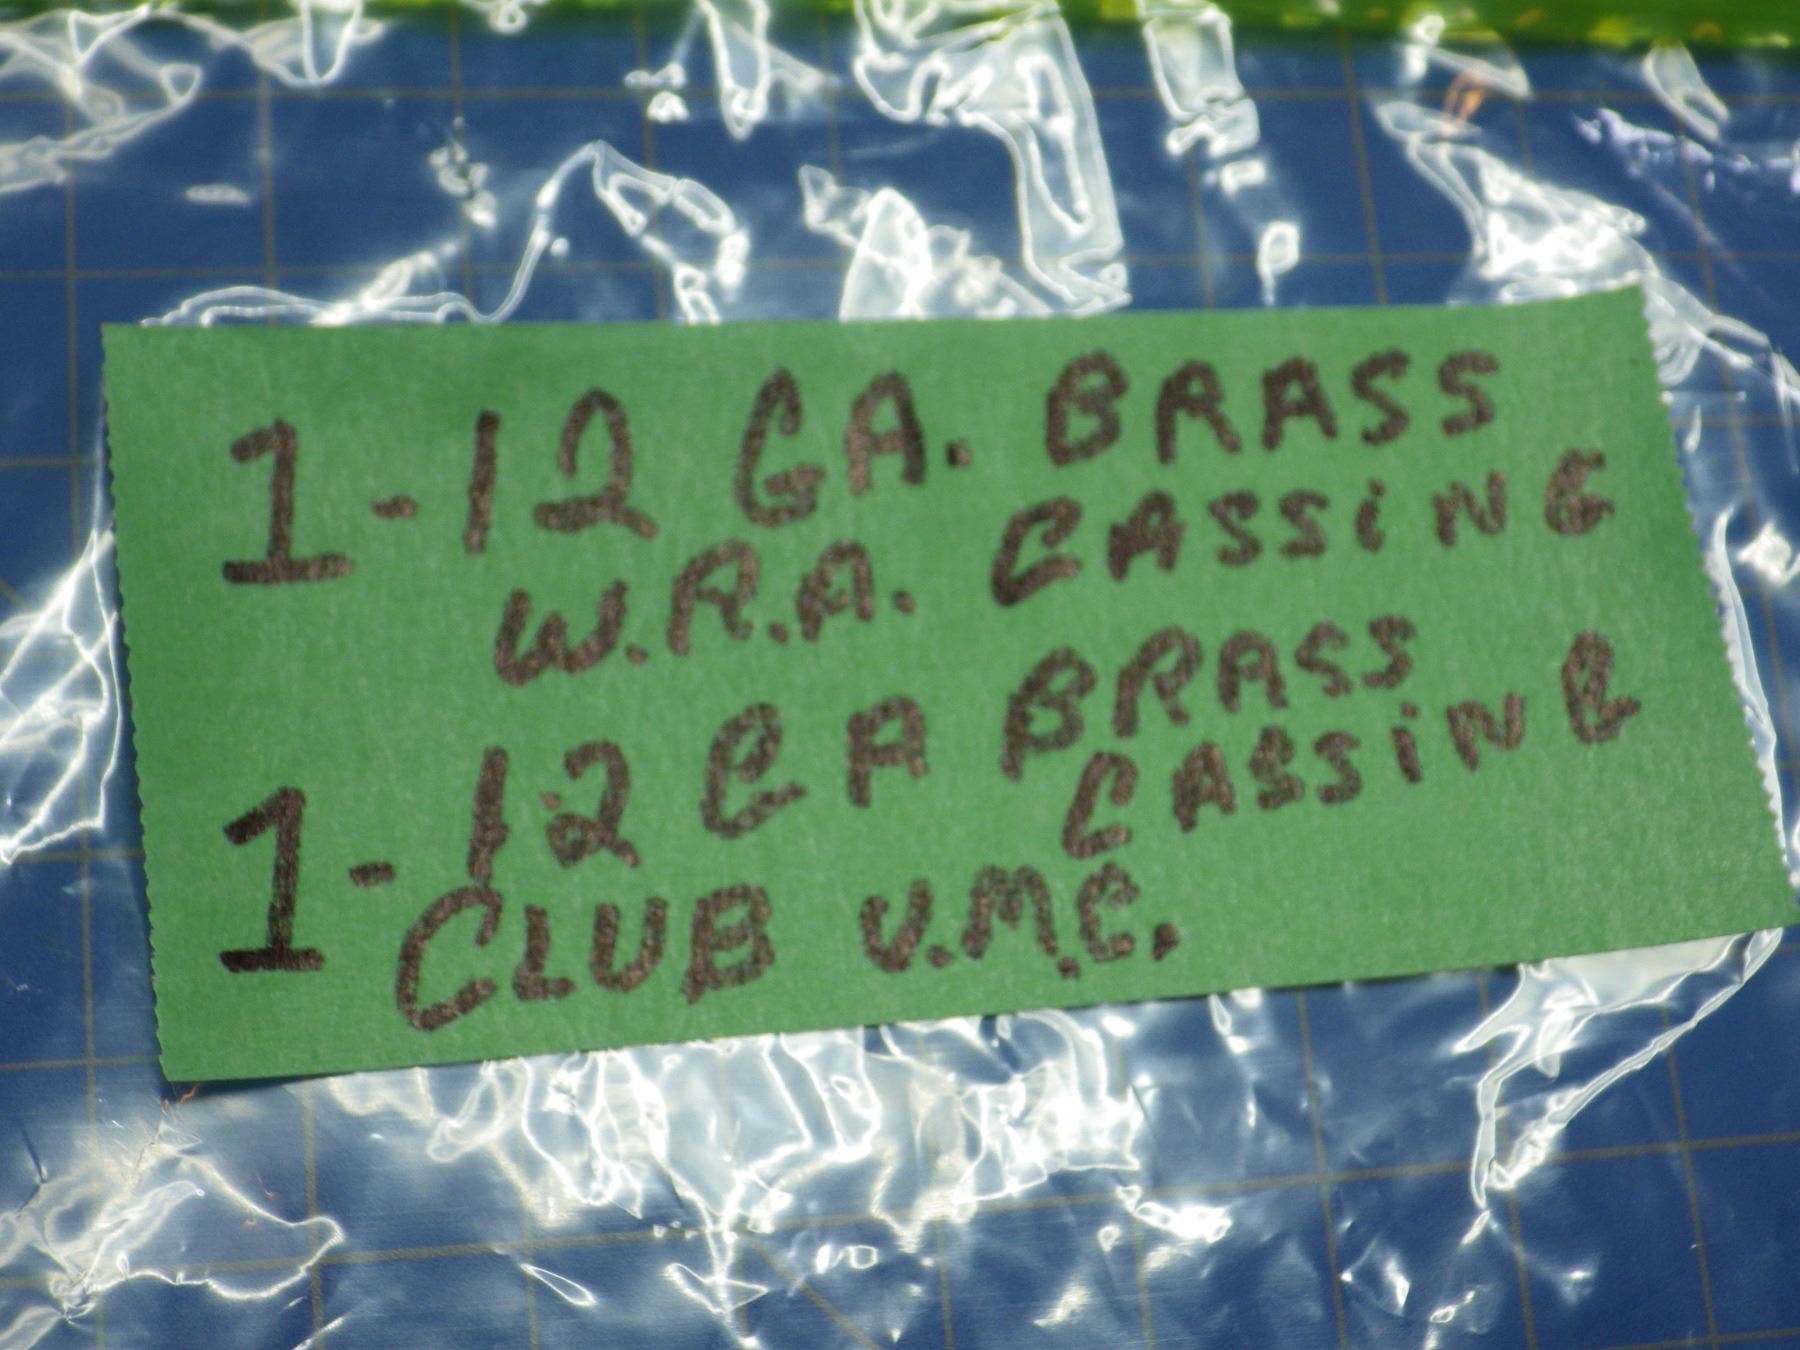 1-12 GA. BRASS
W.R.A. CASSiNG
1-12 GA BRASS
CASSiNG
CLUB U.M.C.